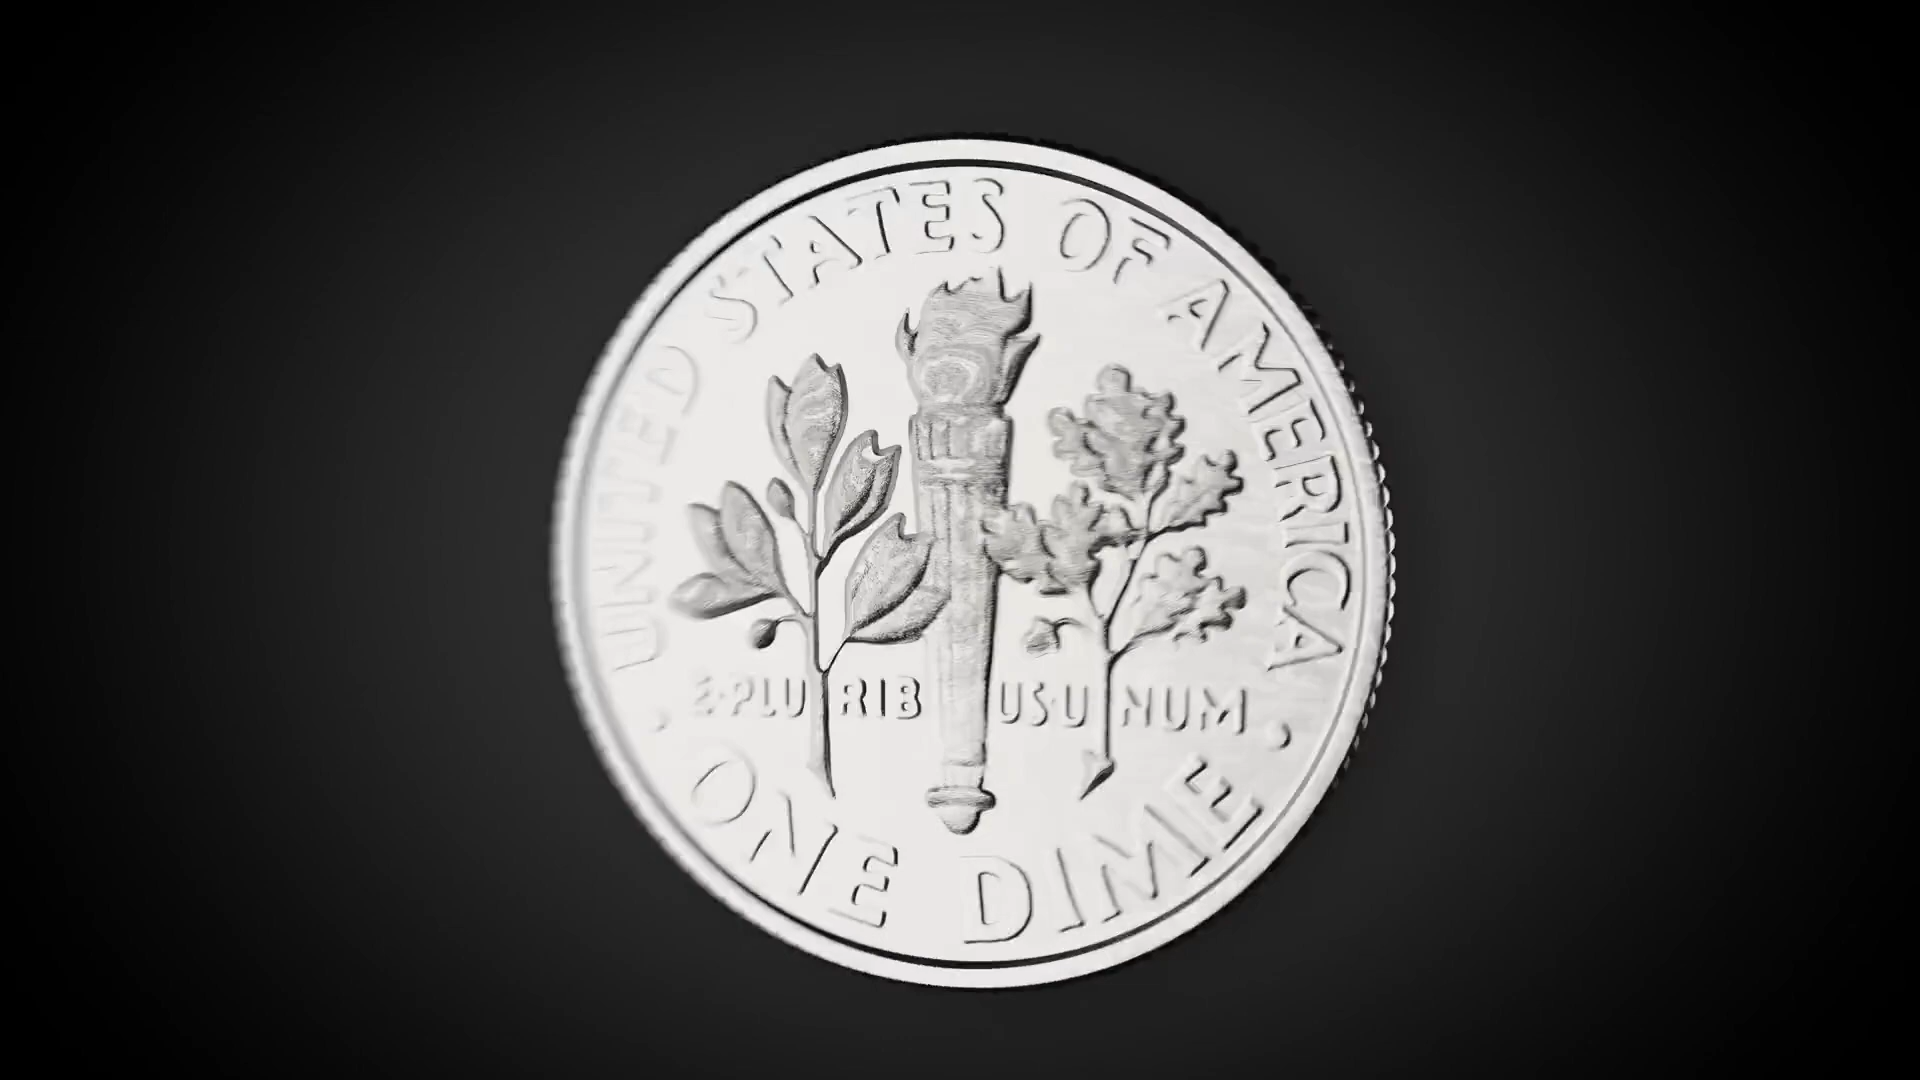 UNITED STATES OF AMERICA
E·PLURIBUS·UNUM
· ONE DIME ·